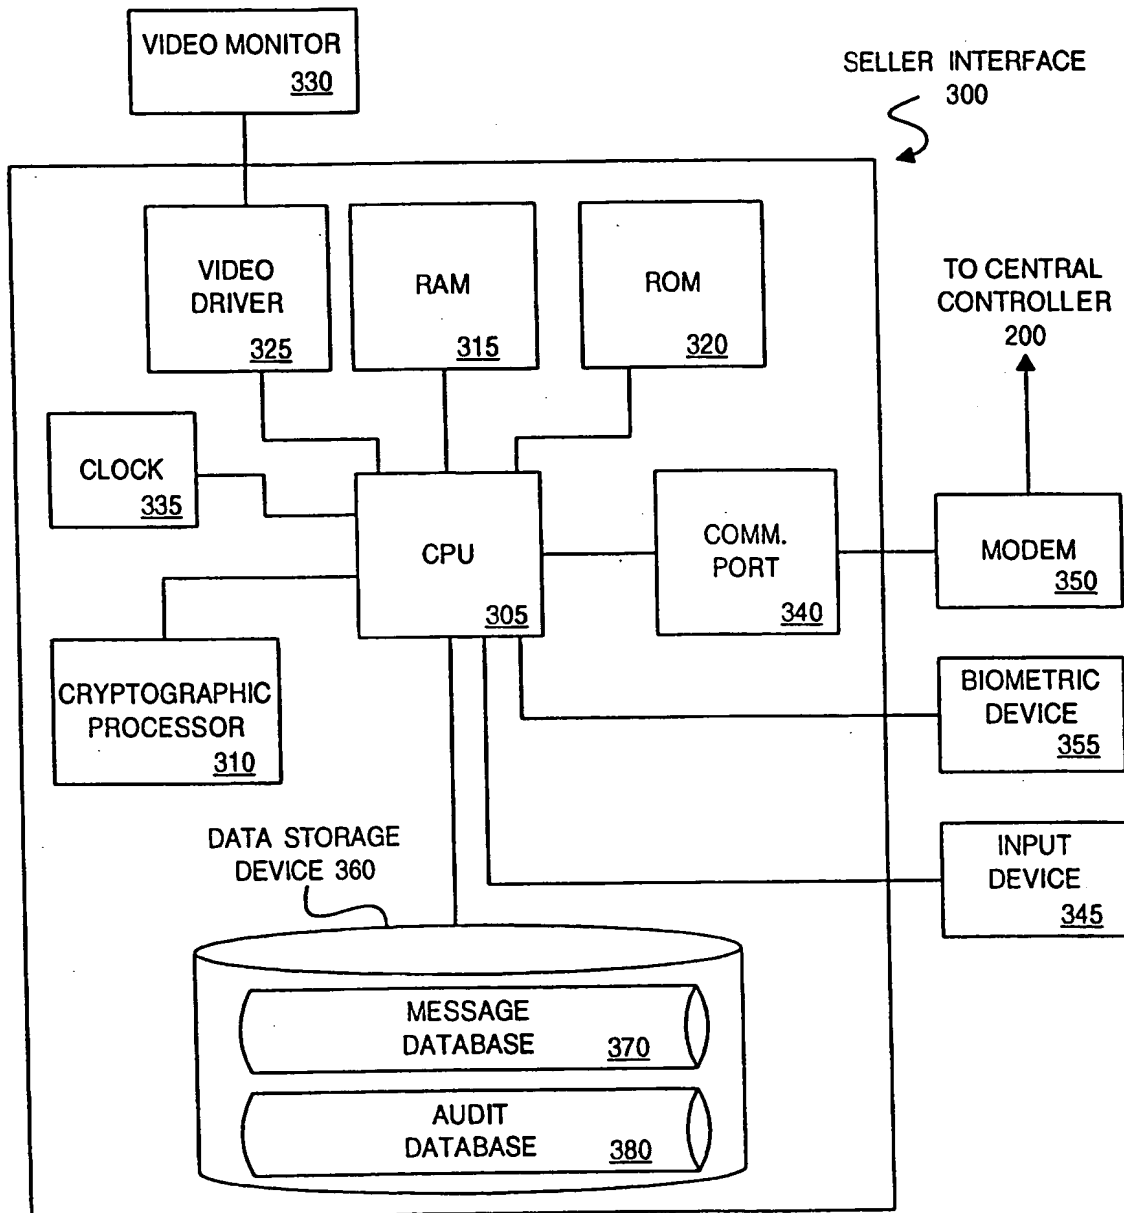 VIDEO MONITOR
330
SELLER INTERFACE
300
VIDEO
DRIVER
325
RAM
315
ROM
320
TO CENTRAL
CONTROLLER
200
CLOCK
335
CPU
305
COMM.
PORT
340
MODEM
350
CRYPTOGRAPHIC
PROCESSOR
310
BIOMETRIC
DEVICE
355
DATA STORAGE
DEVICE 360
INPUT
DEVICE
345
MESSAGE
DATABASE 370
AUDIT
DATABASE 380